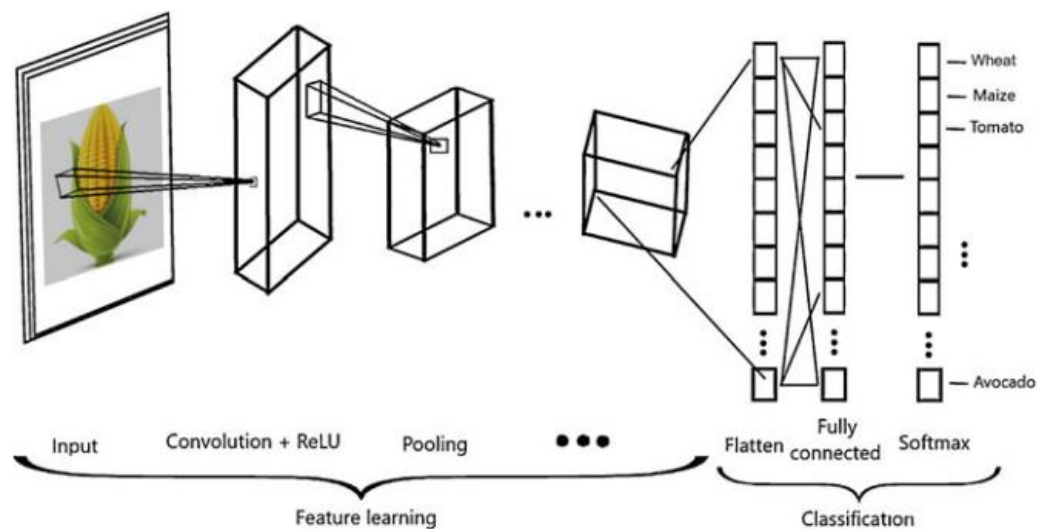 Wheat
Maize
Tomato
Avocado
Input
Convolution + ReLU
Pooling
Flatten
Fully
connected
Softmax
Feature learning
Classification